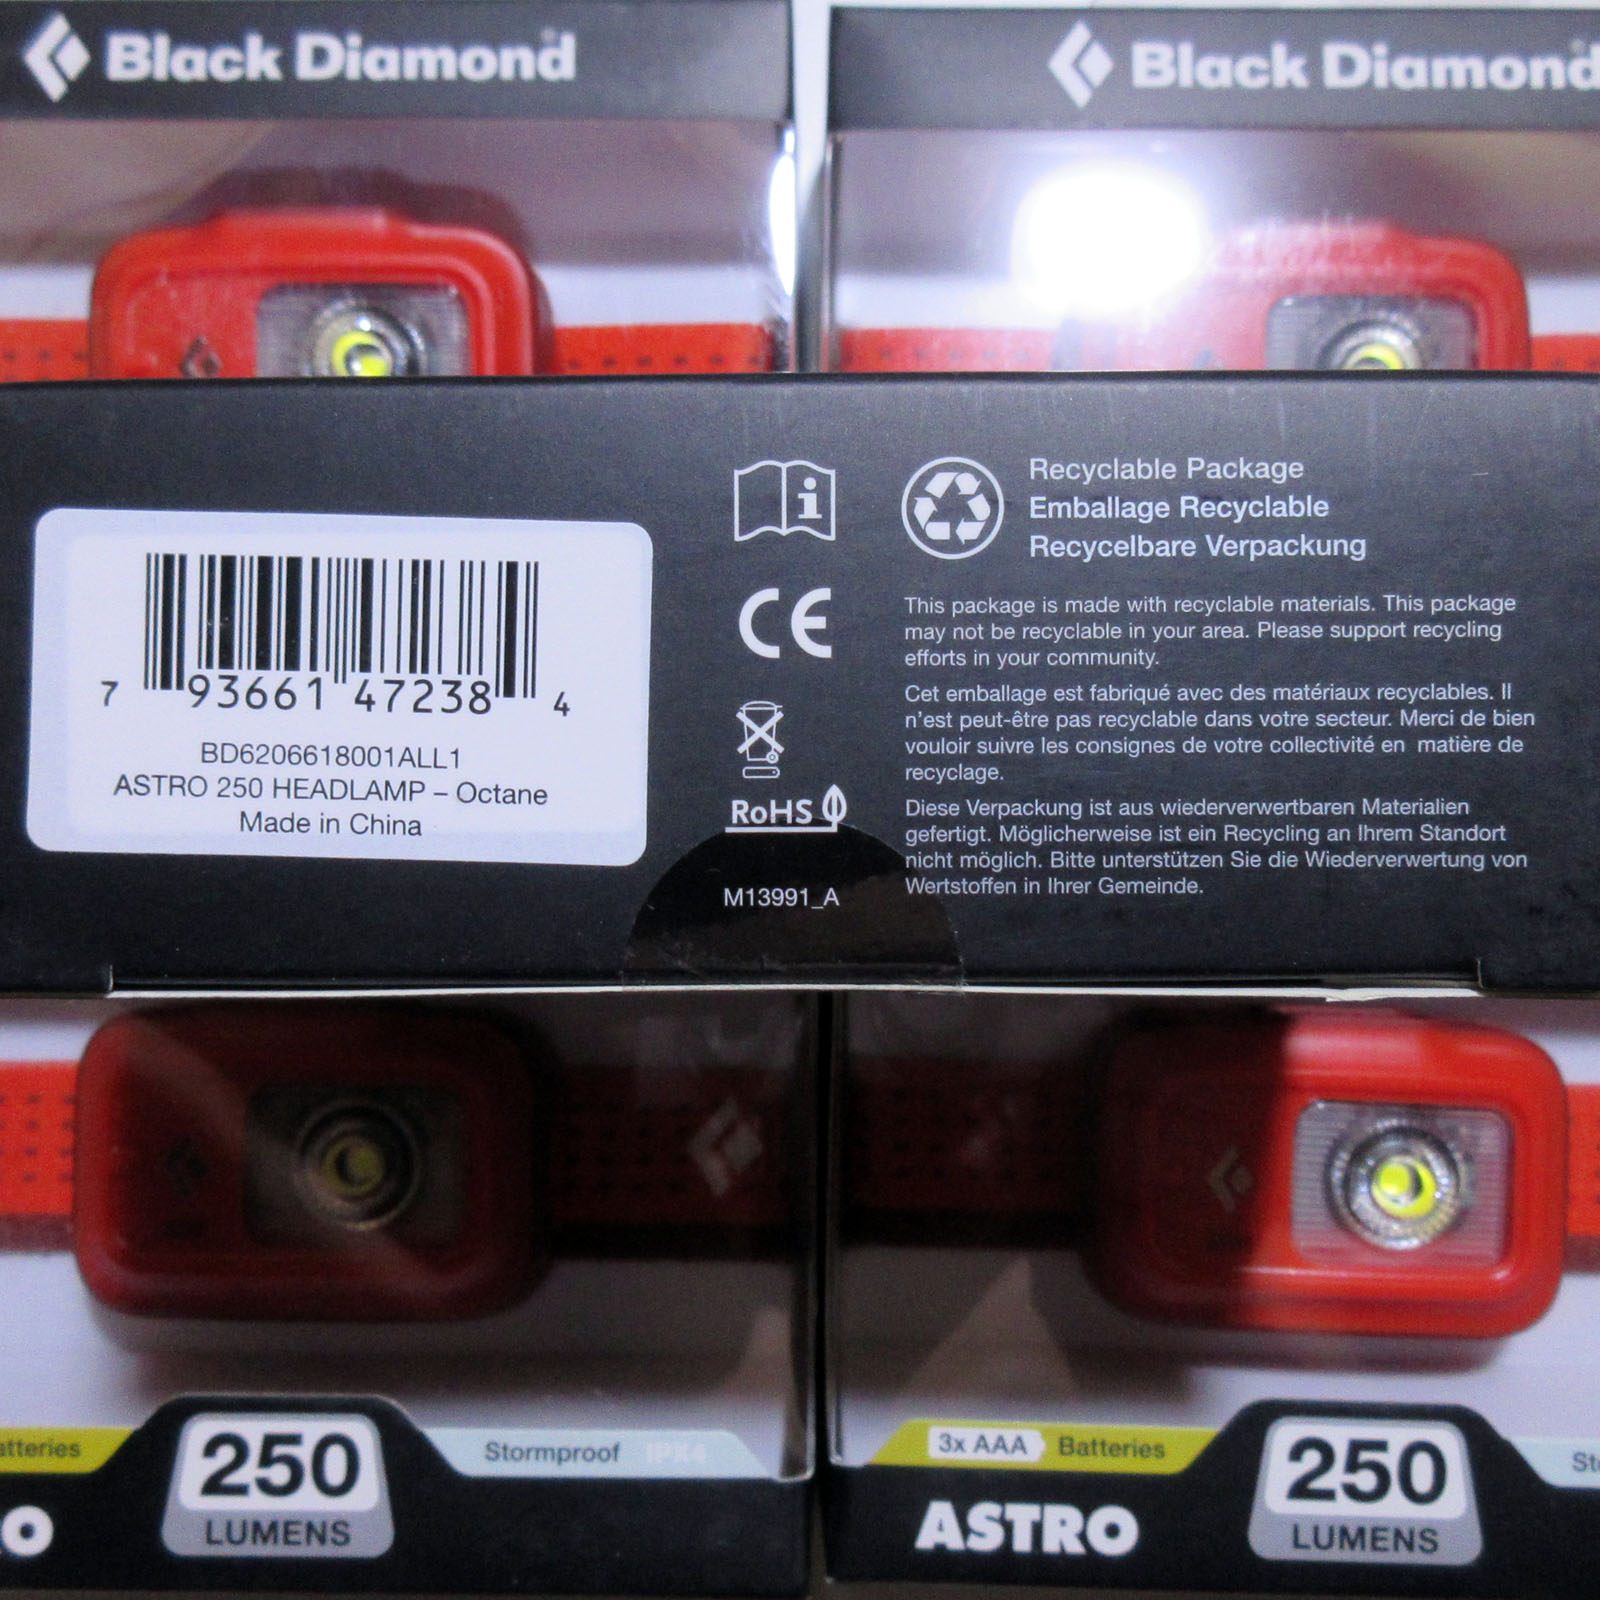 Black Diamond
Black Diamond
7 93661 47238 4
BD6206618001ALL1
ASTRO 250 HEADLAMP – Octane
Made in China
i
CE
RoHS
M13991_A
Recyclable Package
Emballage Recyclable
Recycelbare Verpackung
This package is made with recyclable materials. This package
may not be recyclable in your area. Please support recycling
efforts in your community.
Cet emballage est fabriqué avec des matériaux recyclables. Il
n'est peut-être pas recyclable dans votre secteur. Merci de bien
vouloir suivre les consignes de votre collectivité en matière de
recyclage.
Diese Verpackung ist aus wiederverwertbaren Materialien
gefertigt. Möglicherweise ist ein Recycling an Ihrem Standort
nicht möglich. Bitte unterstützen Sie die Wiederverwertung von
Wertstoffen in Ihrer Gemeinde.
atteries
250
LUMENS
Stormproof IPX4
3x AAA Batteries
ASTRO
250
LUMENS